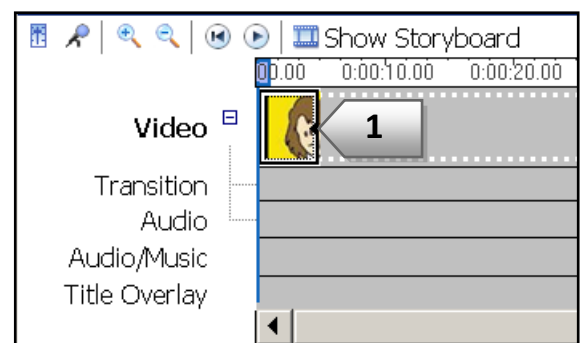 Show Storyboard
00.00 0:00:10.00 0:00:20.00
Video 1
Transition
Audio
Audio/Music
Title Overlay